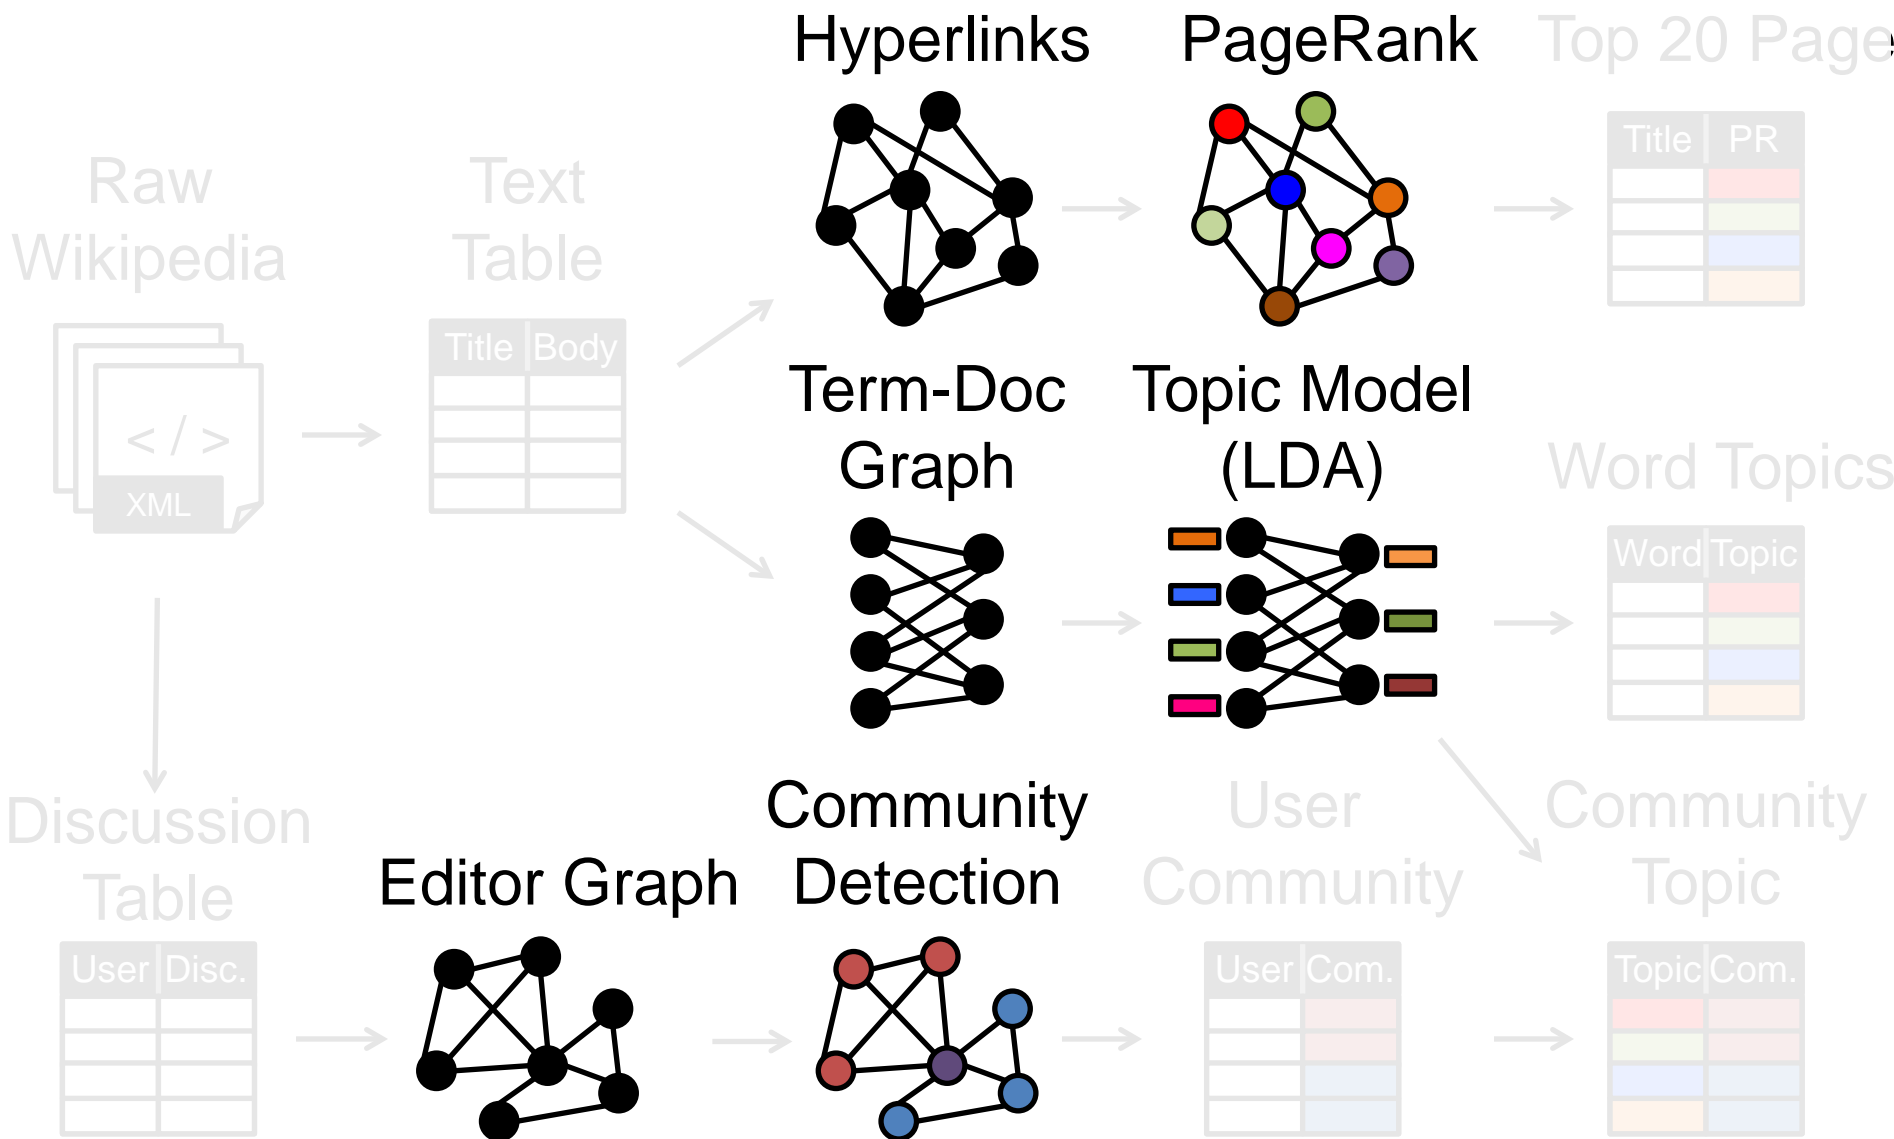 Hyperlinks
PageRank
Top 20 Page
Title PR
Raw
Wikipedia
</>
XML
Text
Table
Title Body
Term-Doc
Graph
Topic Model
(LDA)
Word Topics
Word Topic
Discussion
Table
User Disc.
Editor Graph
Community
Detection
User
Community
User Com.
Community
Topic
Topic Com.